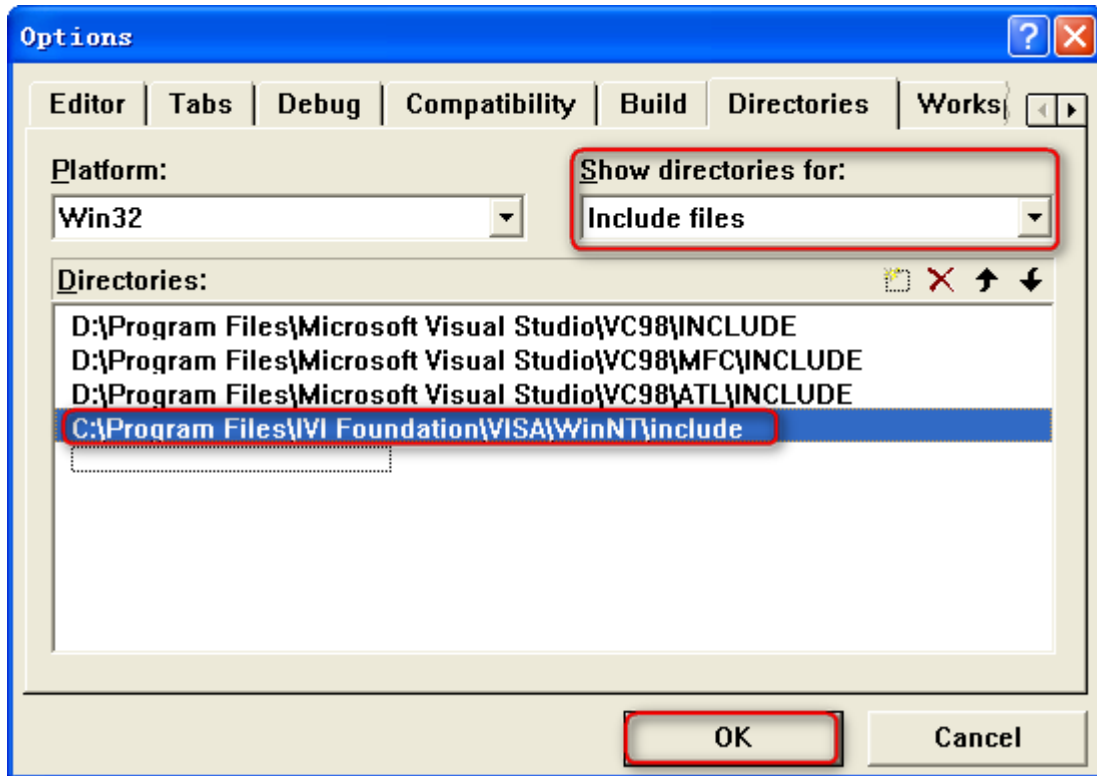 Options
Editor Tabs Debug Compatibility Build Directories Works
Platform: Show directories for:
Win32 Include files
Directories:
D:\Program Files\Microsoft Visual Studio\VC98\INCLUDE
D:\Program Files\Microsoft Visual Studio\VC98\MFC\INCLUDE
D:\Program Files\Microsoft Visual Studio\VC98\ATL\INCLUDE
C:\Program Files\IVI Foundation\VISA\WinNT\include
OK Cancel